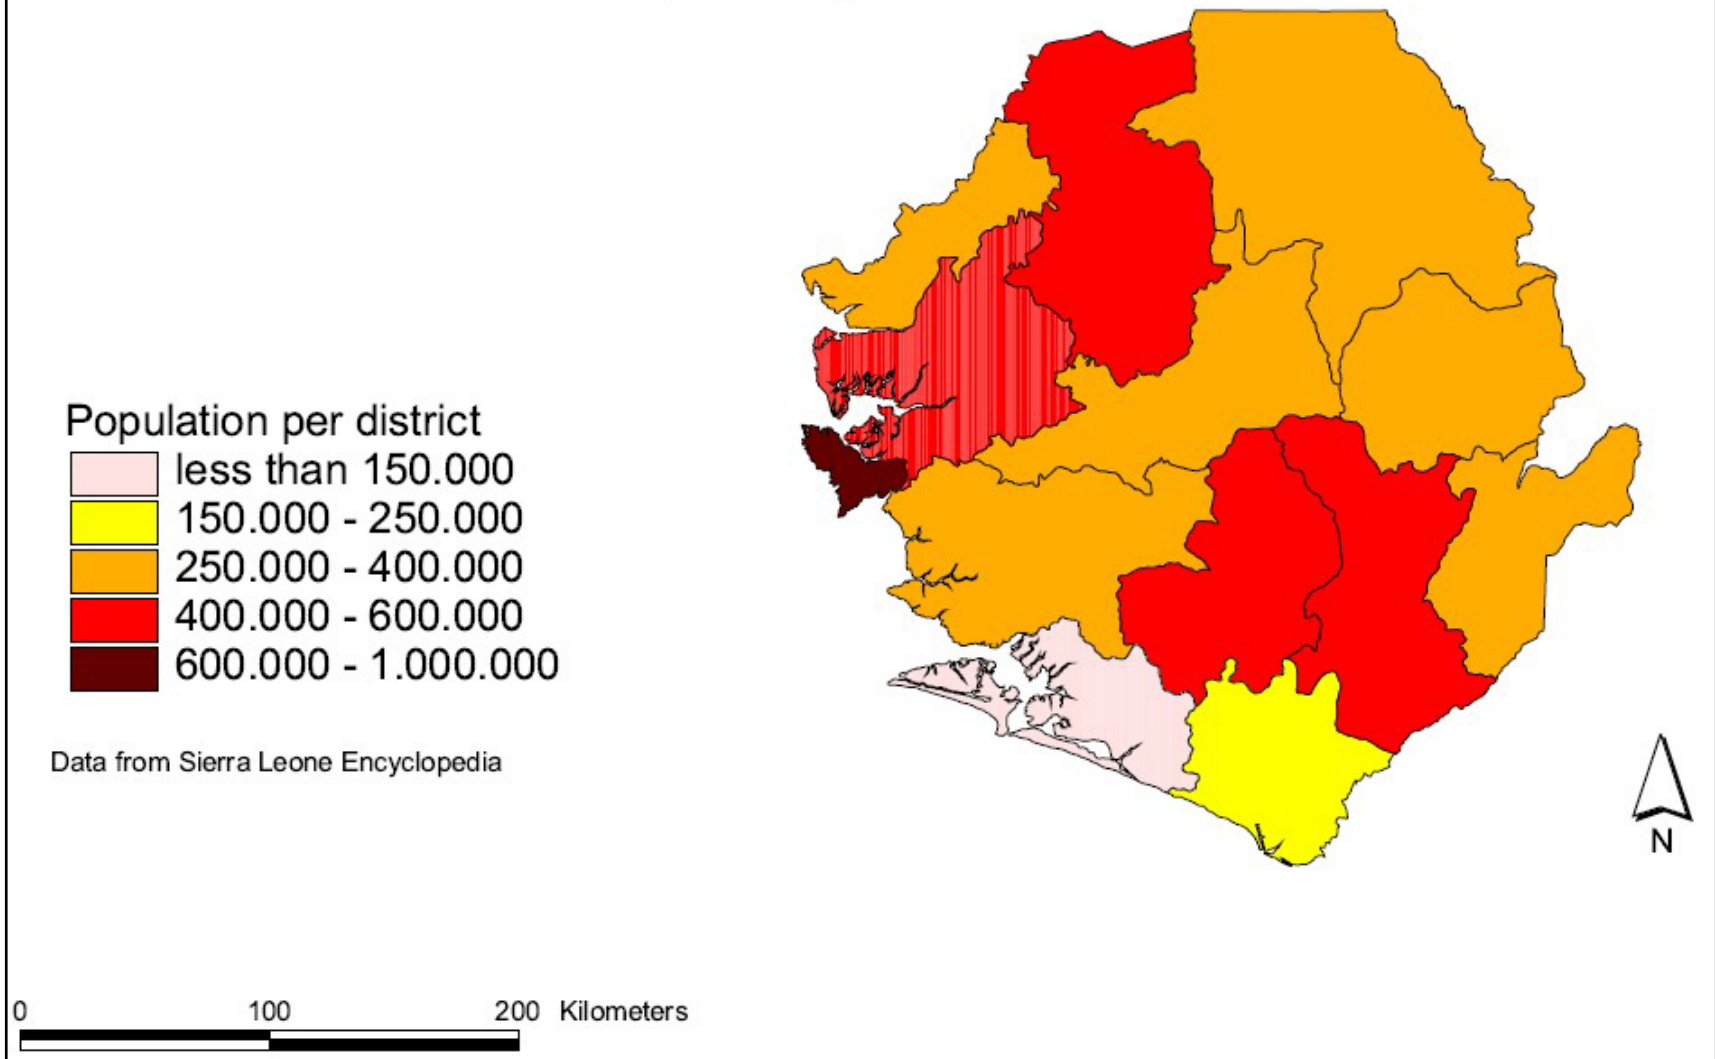 Population per district
less than 150.000
150.000 - 250.000
250.000 - 400.000
400.000 - 600.000
600.000 - 1.000.000
Data from Sierra Leone Encyclopedia
N
0 100 200 Kilometers